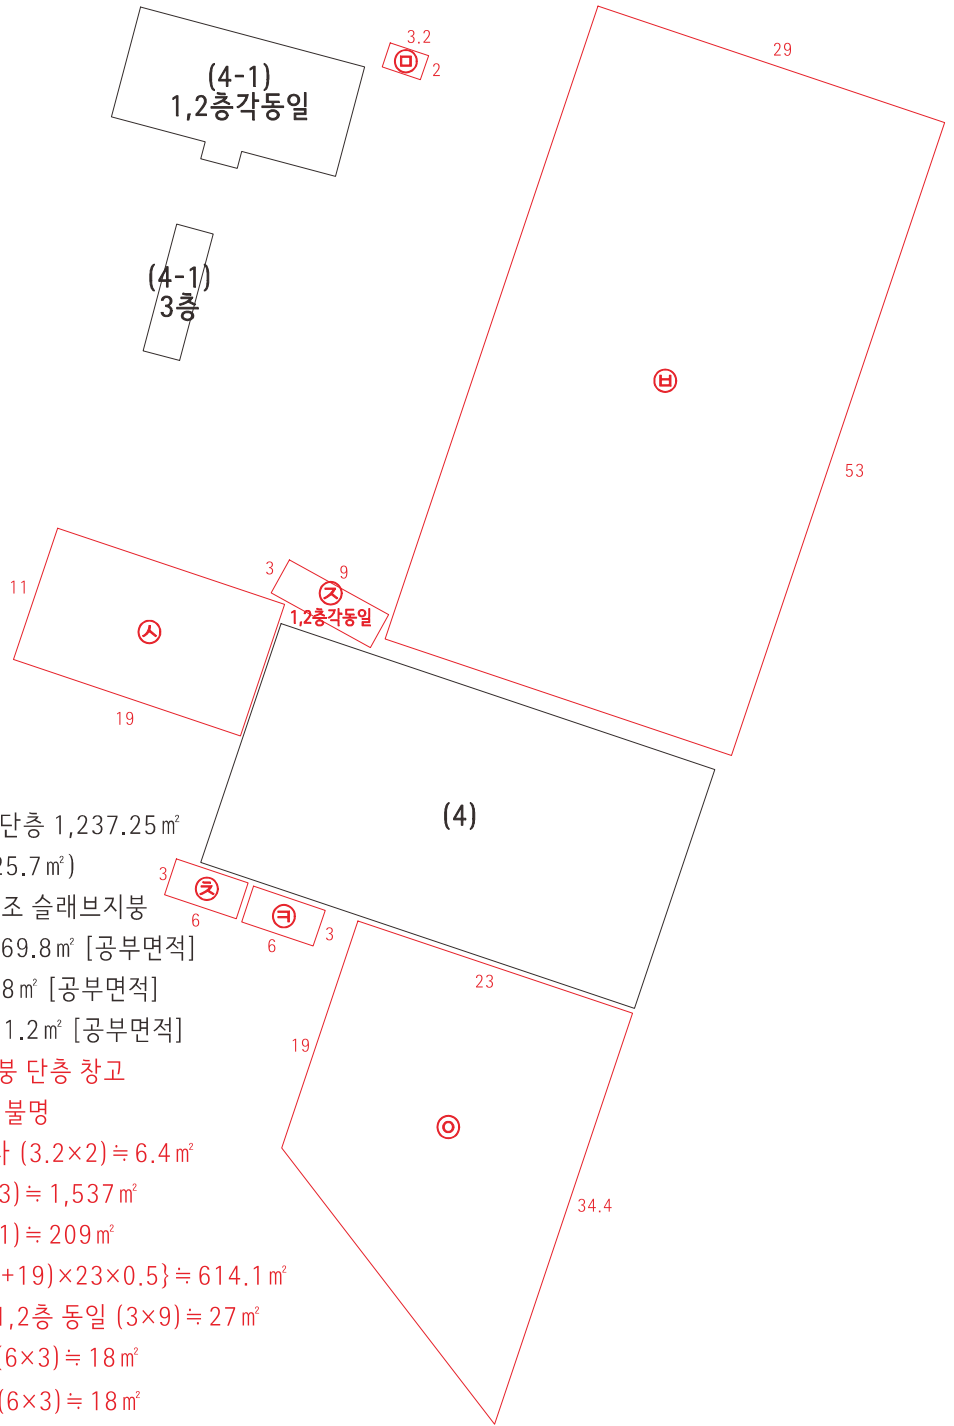 3.2
㉤
2
29
(4-1)
1,2층각동일
(4-1)
3층
㉥
53
11
3
9
㉨
1,2층각동일
㉦
19
(4)
단층 1,237.25㎡
25.7㎡)
조 슬래브지붕
69.8㎡ [공부면적]
8㎡ [공부면적]
1.2㎡ [공부면적]
붕 단층 창고
불명
(3.2×2)≒6.4㎡
3)≒1,537㎡
1)≒209㎡
+19)×23×0.5}≒614.1㎡
1,2층 동일 (3×9)≒27㎡
(6×3)≒18㎡
(6×3)≒18㎡
3
㉩
6
㉪
6
3
23
19
㉧
34.4